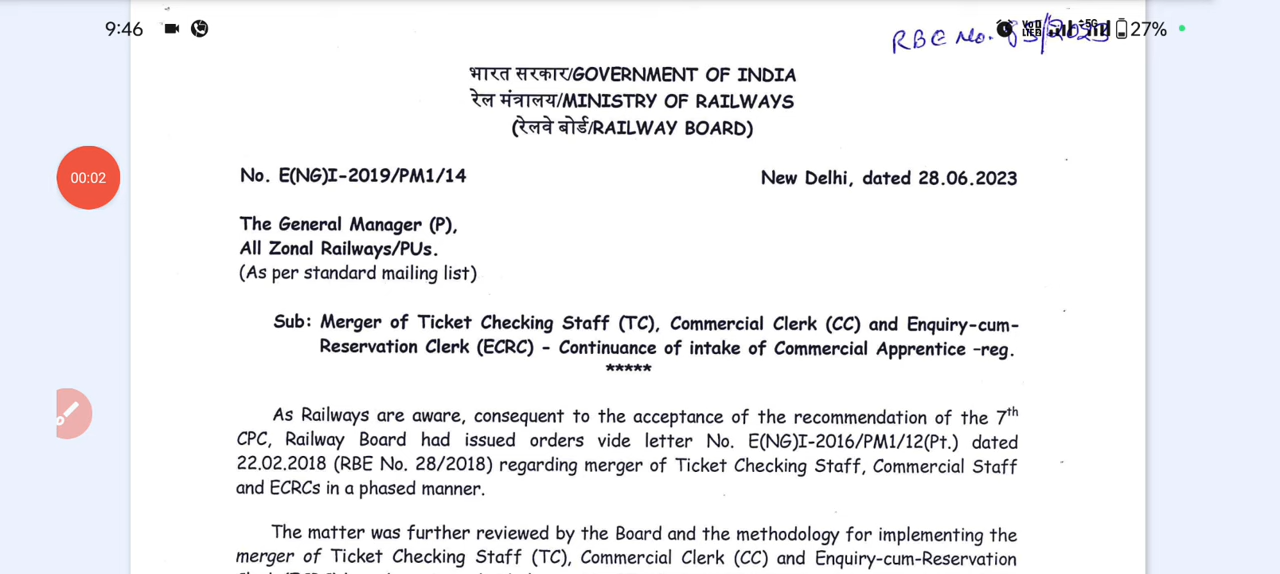 9:46
27%
RBE No.
भारत सरकार/GOVERNMENT OF INDIA
रेल मंत्रालय/MINISTRY OF RAILWAYS
(रेलवे बोर्ड/RAILWAY BOARD)
00:02
No. E(NG)I-2019/PM1/14
New Delhi, dated 28.06.2023
The General Manager (P),
All Zonal Railways/PUs.
(As per standard mailing list)
Sub: Merger of Ticket Checking Staff (TC), Commercial Clerk (CC) and Enquiry-cum-
Reservation Clerk (ECRC) - Continuance of intake of Commercial Apprentice -reg.
*****
As Railways are aware, consequent to the acceptance of the recommendation of the 7th
CPC, Railway Board had issued orders vide letter No. E(NG)I-2016/PM1/12(Pt.) dated
22.02.2018 (RBE No. 28/2018) regarding merger of Ticket Checking Staff, Commercial Staff
and ECRCs in a phased manner.
The matter was further reviewed by the Board and the methodology for implementing the
merger of Ticket Checking Staff (TC), Commercial Clerk (CC) and Enquiry-cum-Reservation